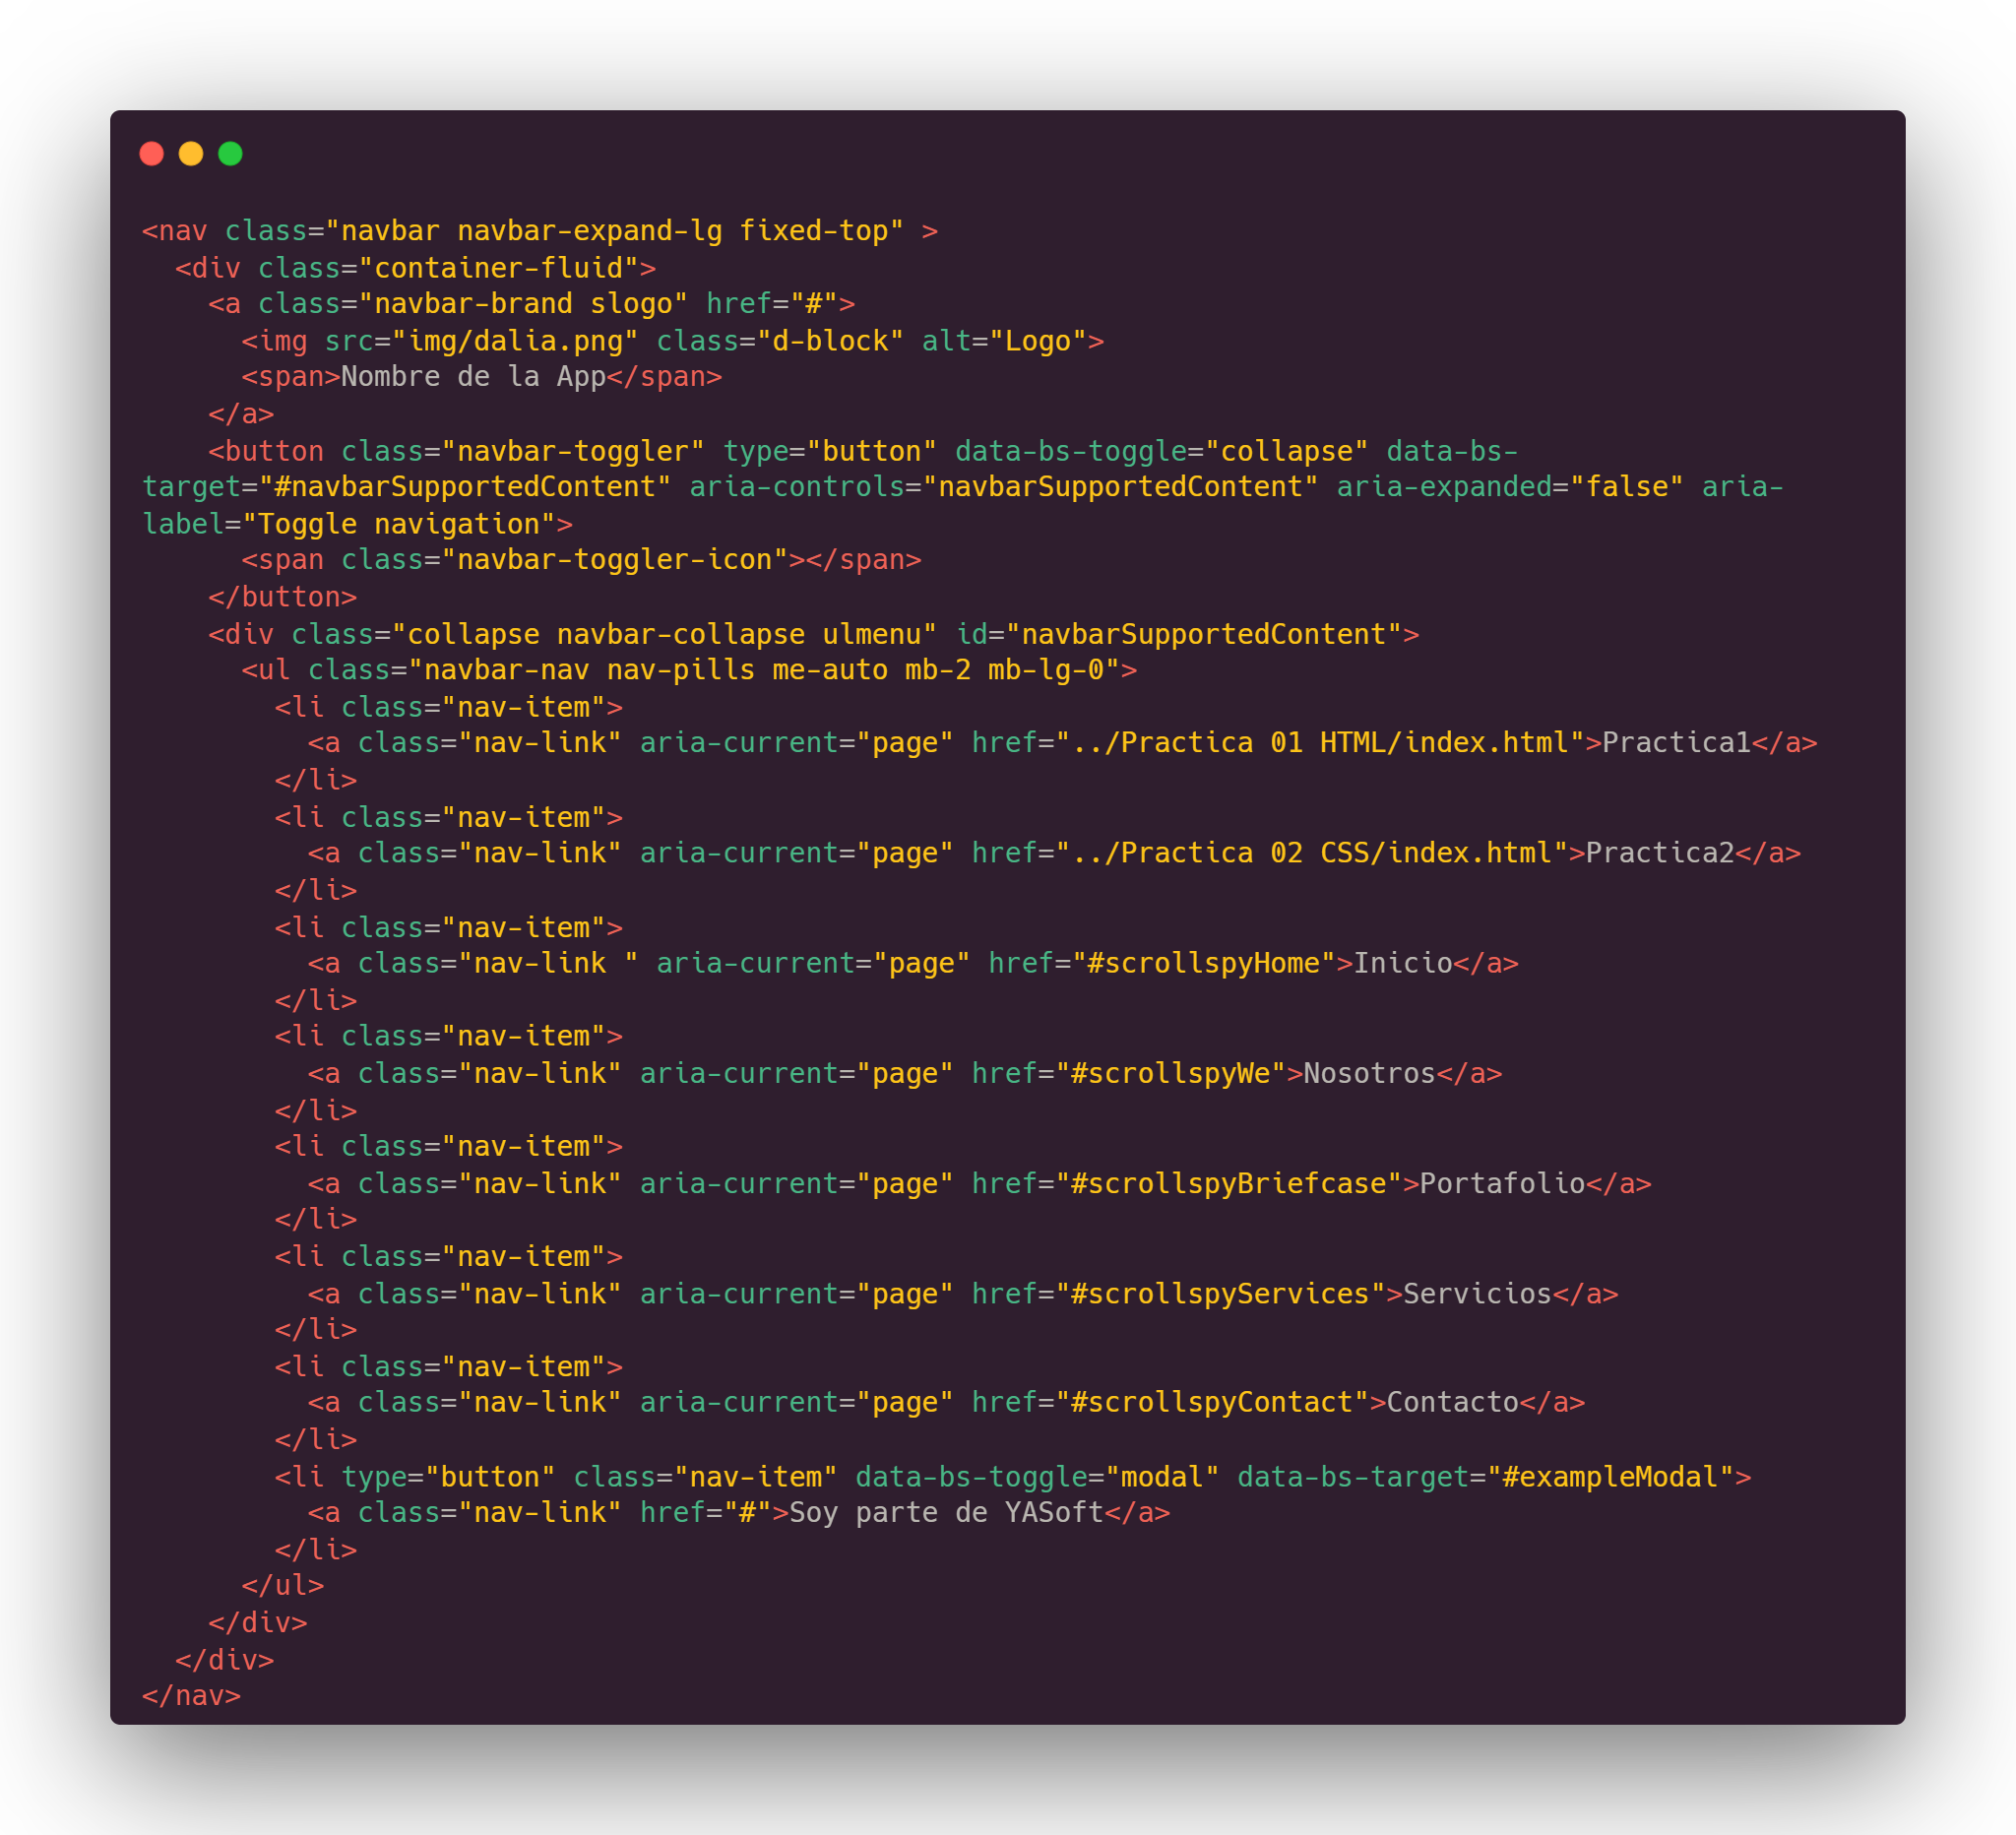 <nav class="navbar navbar-expand-lg fixed-top" >
  <div class="container-fluid">
    <a class="navbar-brand slogo" href="#">
      <img src="img/dalia.png" class="d-block" alt="Logo">
      <span>Nombre de la App</span>
    </a>
    <button class="navbar-toggler" type="button" data-bs-toggle="collapse" data-bs-
target="#navbarSupportedContent" aria-controls="navbarSupportedContent" aria-expanded="false" aria-
label="Toggle navigation">
      <span class="navbar-toggler-icon"></span>
    </button>
    <div class="collapse navbar-collapse ulmenu" id="navbarSupportedContent">
      <ul class="navbar-nav nav-pills me-auto mb-2 mb-lg-0">
        <li class="nav-item">
          <a class="nav-link" aria-current="page" href="../Practica 01 HTML/index.html">Practica1</a>
        </li>
        <li class="nav-item">
          <a class="nav-link" aria-current="page" href="../Practica 02 CSS/index.html">Practica2</a>
        </li>
        <li class="nav-item">
          <a class="nav-link " aria-current="page" href="#scrollspyHome">Inicio</a>
        </li>
        <li class="nav-item">
          <a class="nav-link" aria-current="page" href="#scrollspyWe">Nosotros</a>
        </li>
        <li class="nav-item">
          <a class="nav-link" aria-current="page" href="#scrollspyBriefcase">Portafolio</a>
        </li>
        <li class="nav-item">
          <a class="nav-link" aria-current="page" href="#scrollspyServices">Servicios</a>
        </li>
        <li class="nav-item">
          <a class="nav-link" aria-current="page" href="#scrollspyContact">Contacto</a>
        </li>
        <li type="button" class="nav-item" data-bs-toggle="modal" data-bs-target="#exampleModal">
          <a class="nav-link" href="#">Soy parte de YASoft</a>
        </li>
      </ul>
    </div>
  </div>
</nav>